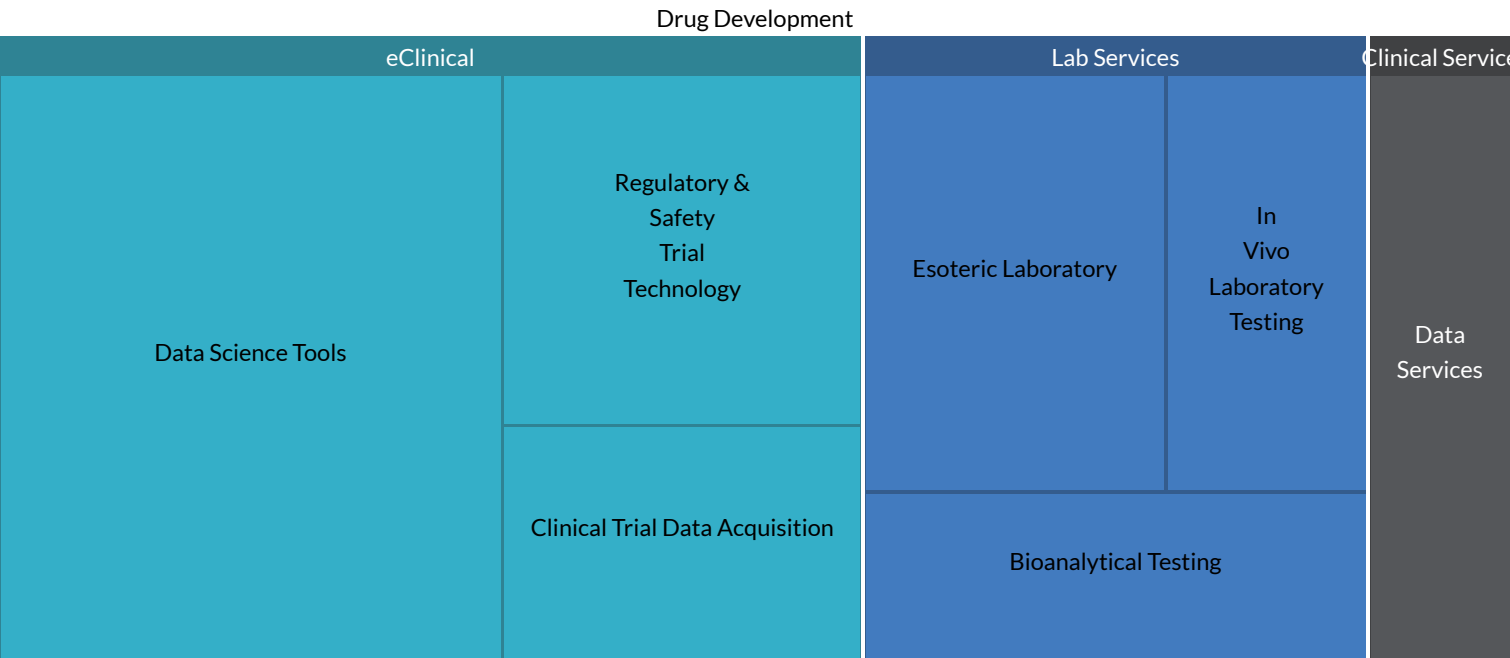 Drug Development
eClinical
Lab Services
Clinical Service
Data Science Tools
Regulatory &
Safety
Trial
Technology
Clinical Trial Data Acquisition
Esoteric Laboratory
In
Vivo
Laboratory
Testing
Bioanalytical Testing
Data
Services